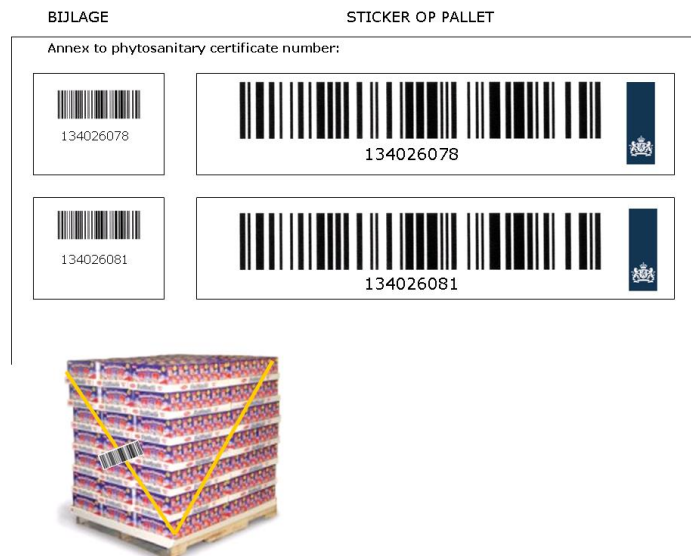 BIJLAGE STICKER OP PALLET
Annex to phytosanitary certificate number:
134026078 134026078
134026081 134026081